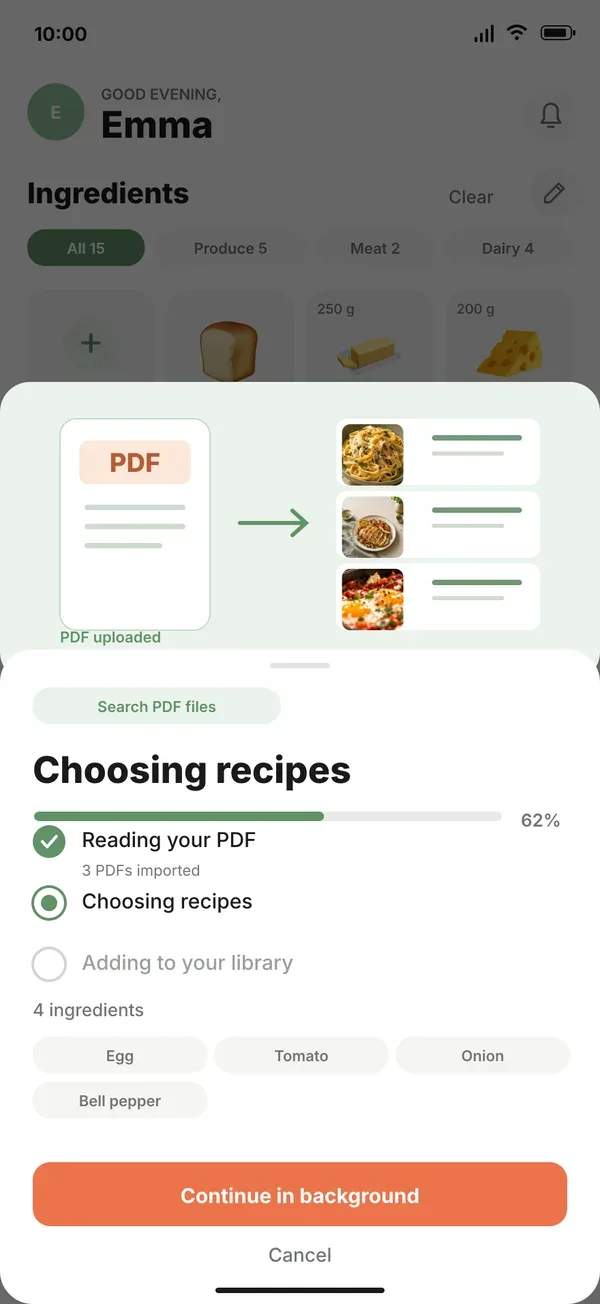 10:00
E
GOOD EVENING,
Emma
Ingredients
Clear
All 15
Produce 5
Meat 2
Dairy 4
250 g
200 g
PDF
PDF uploaded
Search PDF files
Choosing recipes
62%
Reading your PDF
3 PDFs imported
Choosing recipes
Adding to your library
4 ingredients
Egg
Tomato
Onion
Bell pepper
Continue in background
Cancel